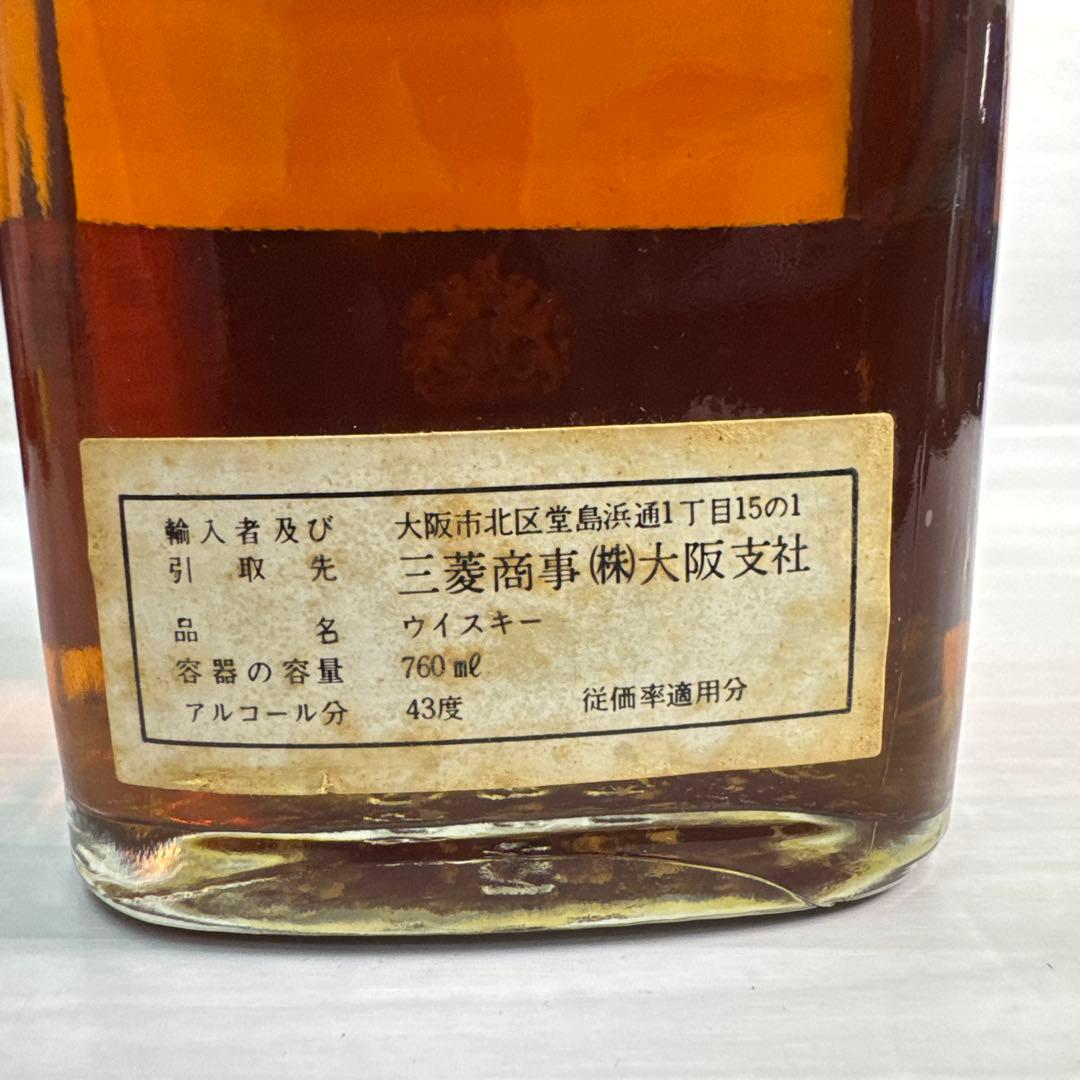 輸入者及び 大阪市北区堂島浜通1丁目15の1
引取先 三菱商事(株)大阪支社
品名 ウイスキー
容器の容量 760㎖
アルコール分 43度 従価率適用分